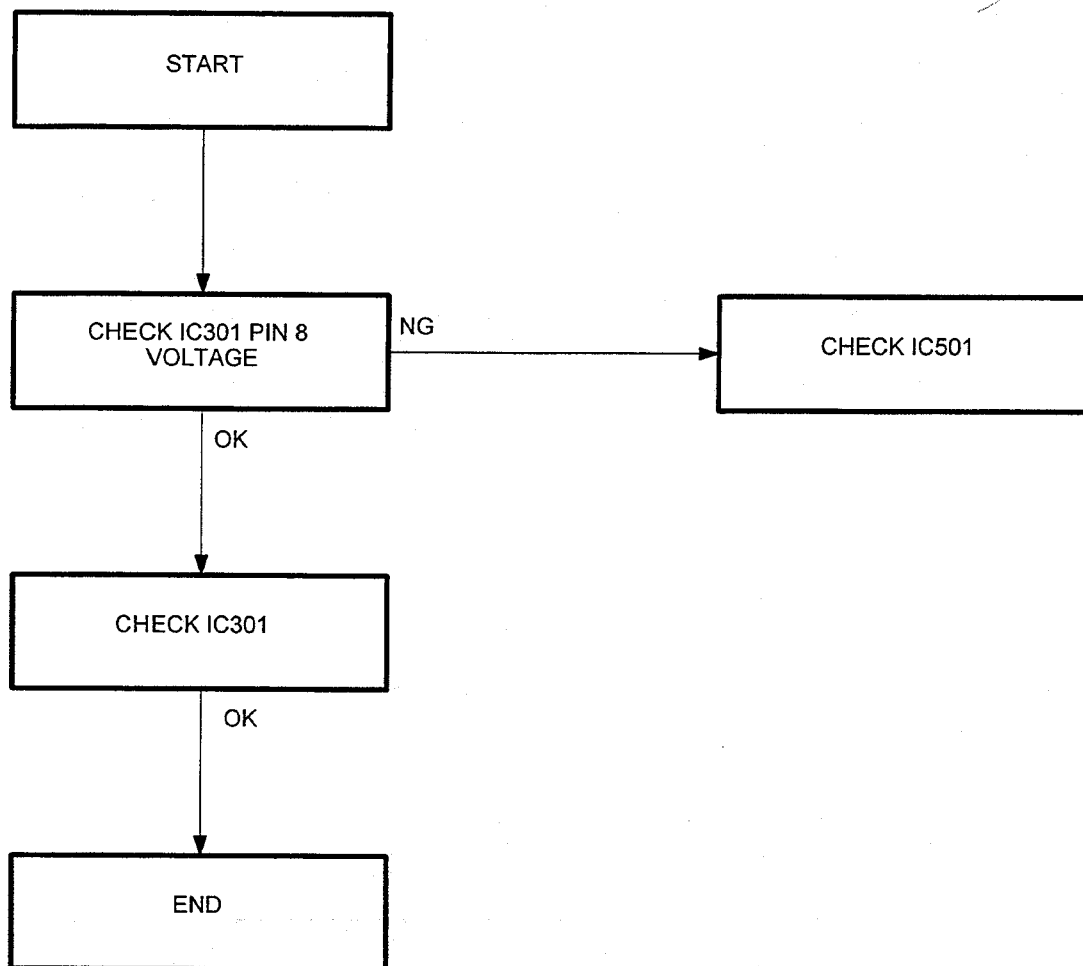 START
CHECK IC301 PIN 8
VOLTAGE
NG
CHECK IC501
OK
CHECK IC301
OK
END